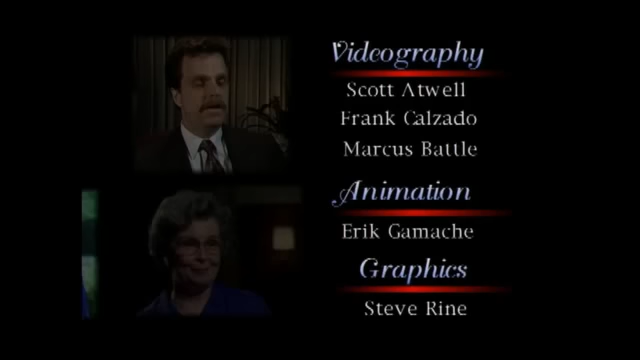 Videography
Scott Atwell
Frank Calzado
Marcus Battle
Animation
Erik Gamache
Graphics
Steve Rine